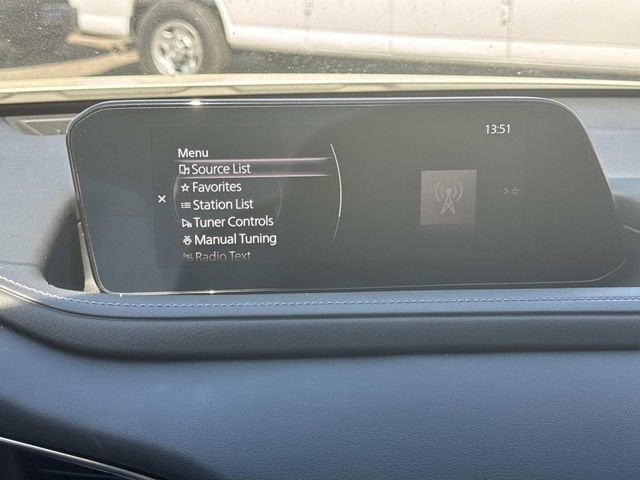 13:51
Menu
Source List
Favorites
Station List
Tuner Controls
Manual Tuning
Radio Text